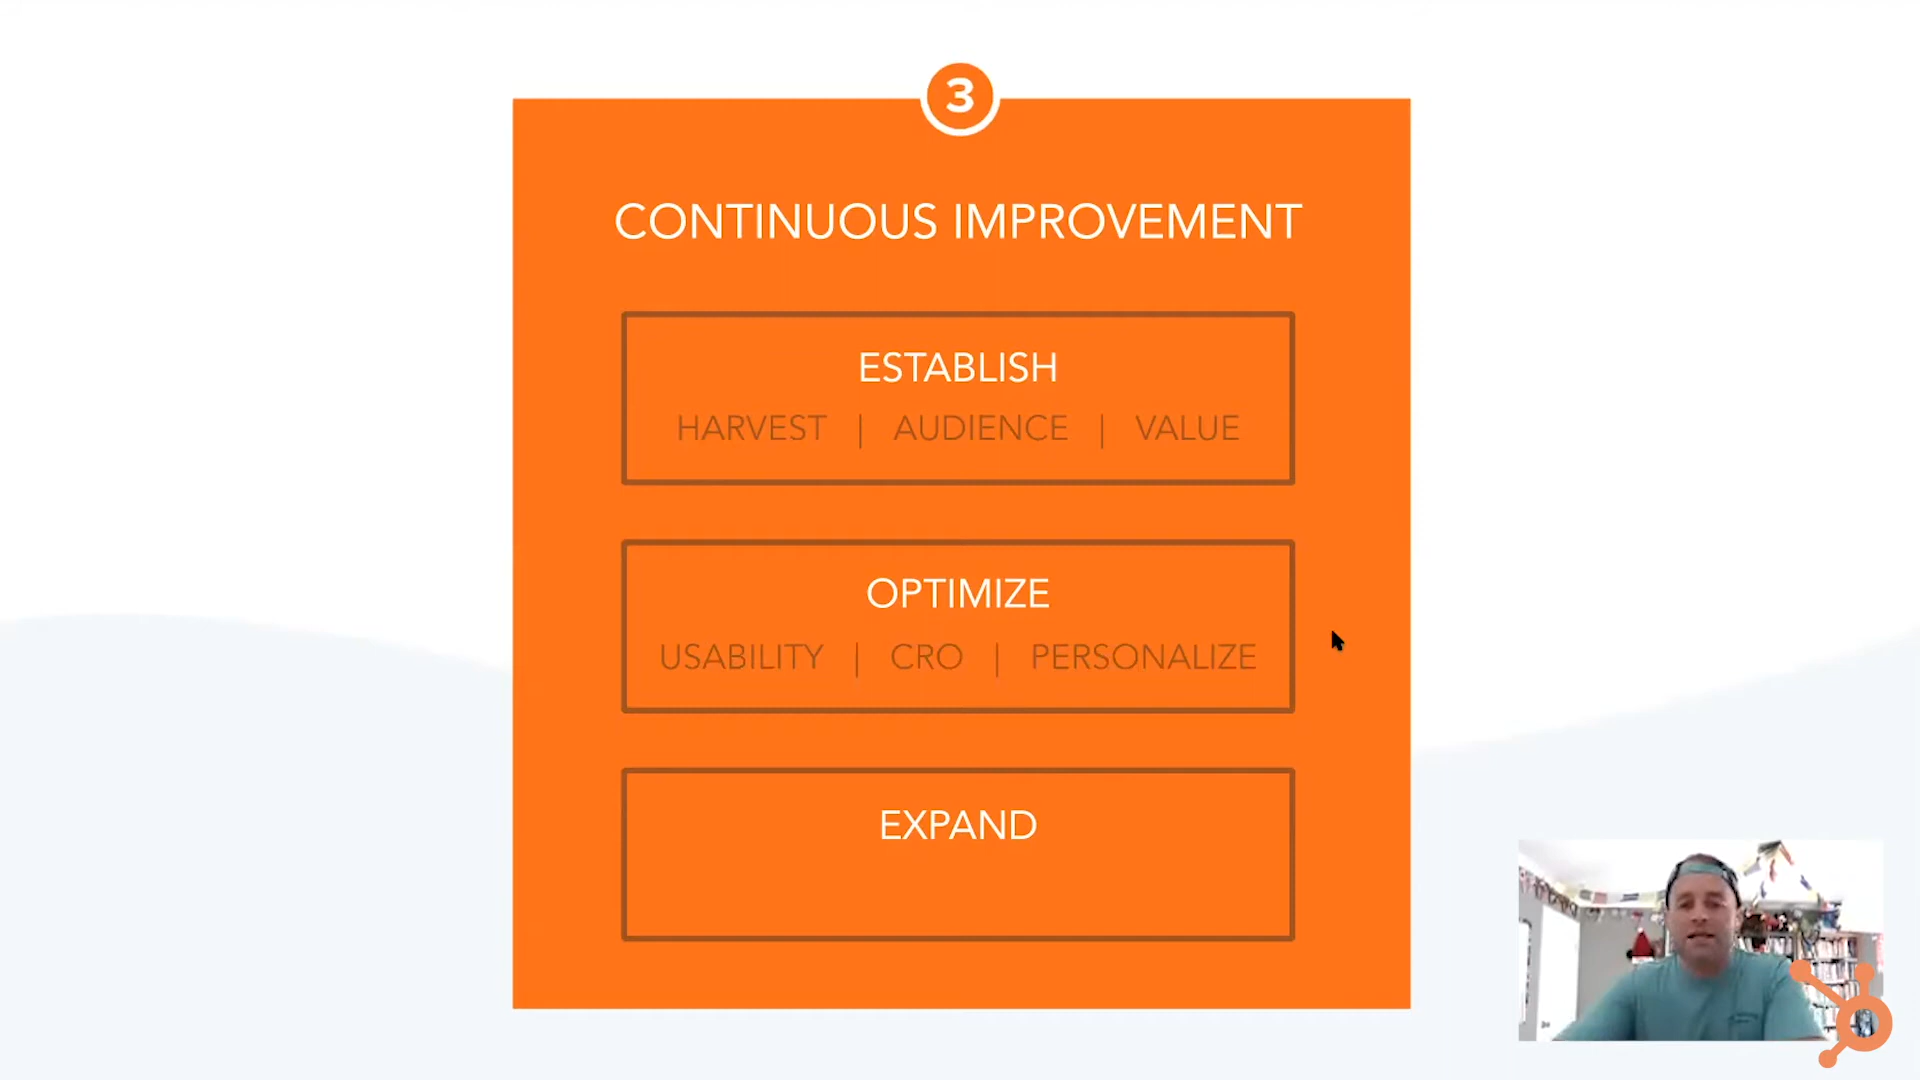 3
CONTINUOUS IMPROVEMENT
ESTABLISH
HARVEST | AUDIENCE | VALUE
OPTIMIZE
USABILITY | CRO | PERSONALIZE
EXPAND